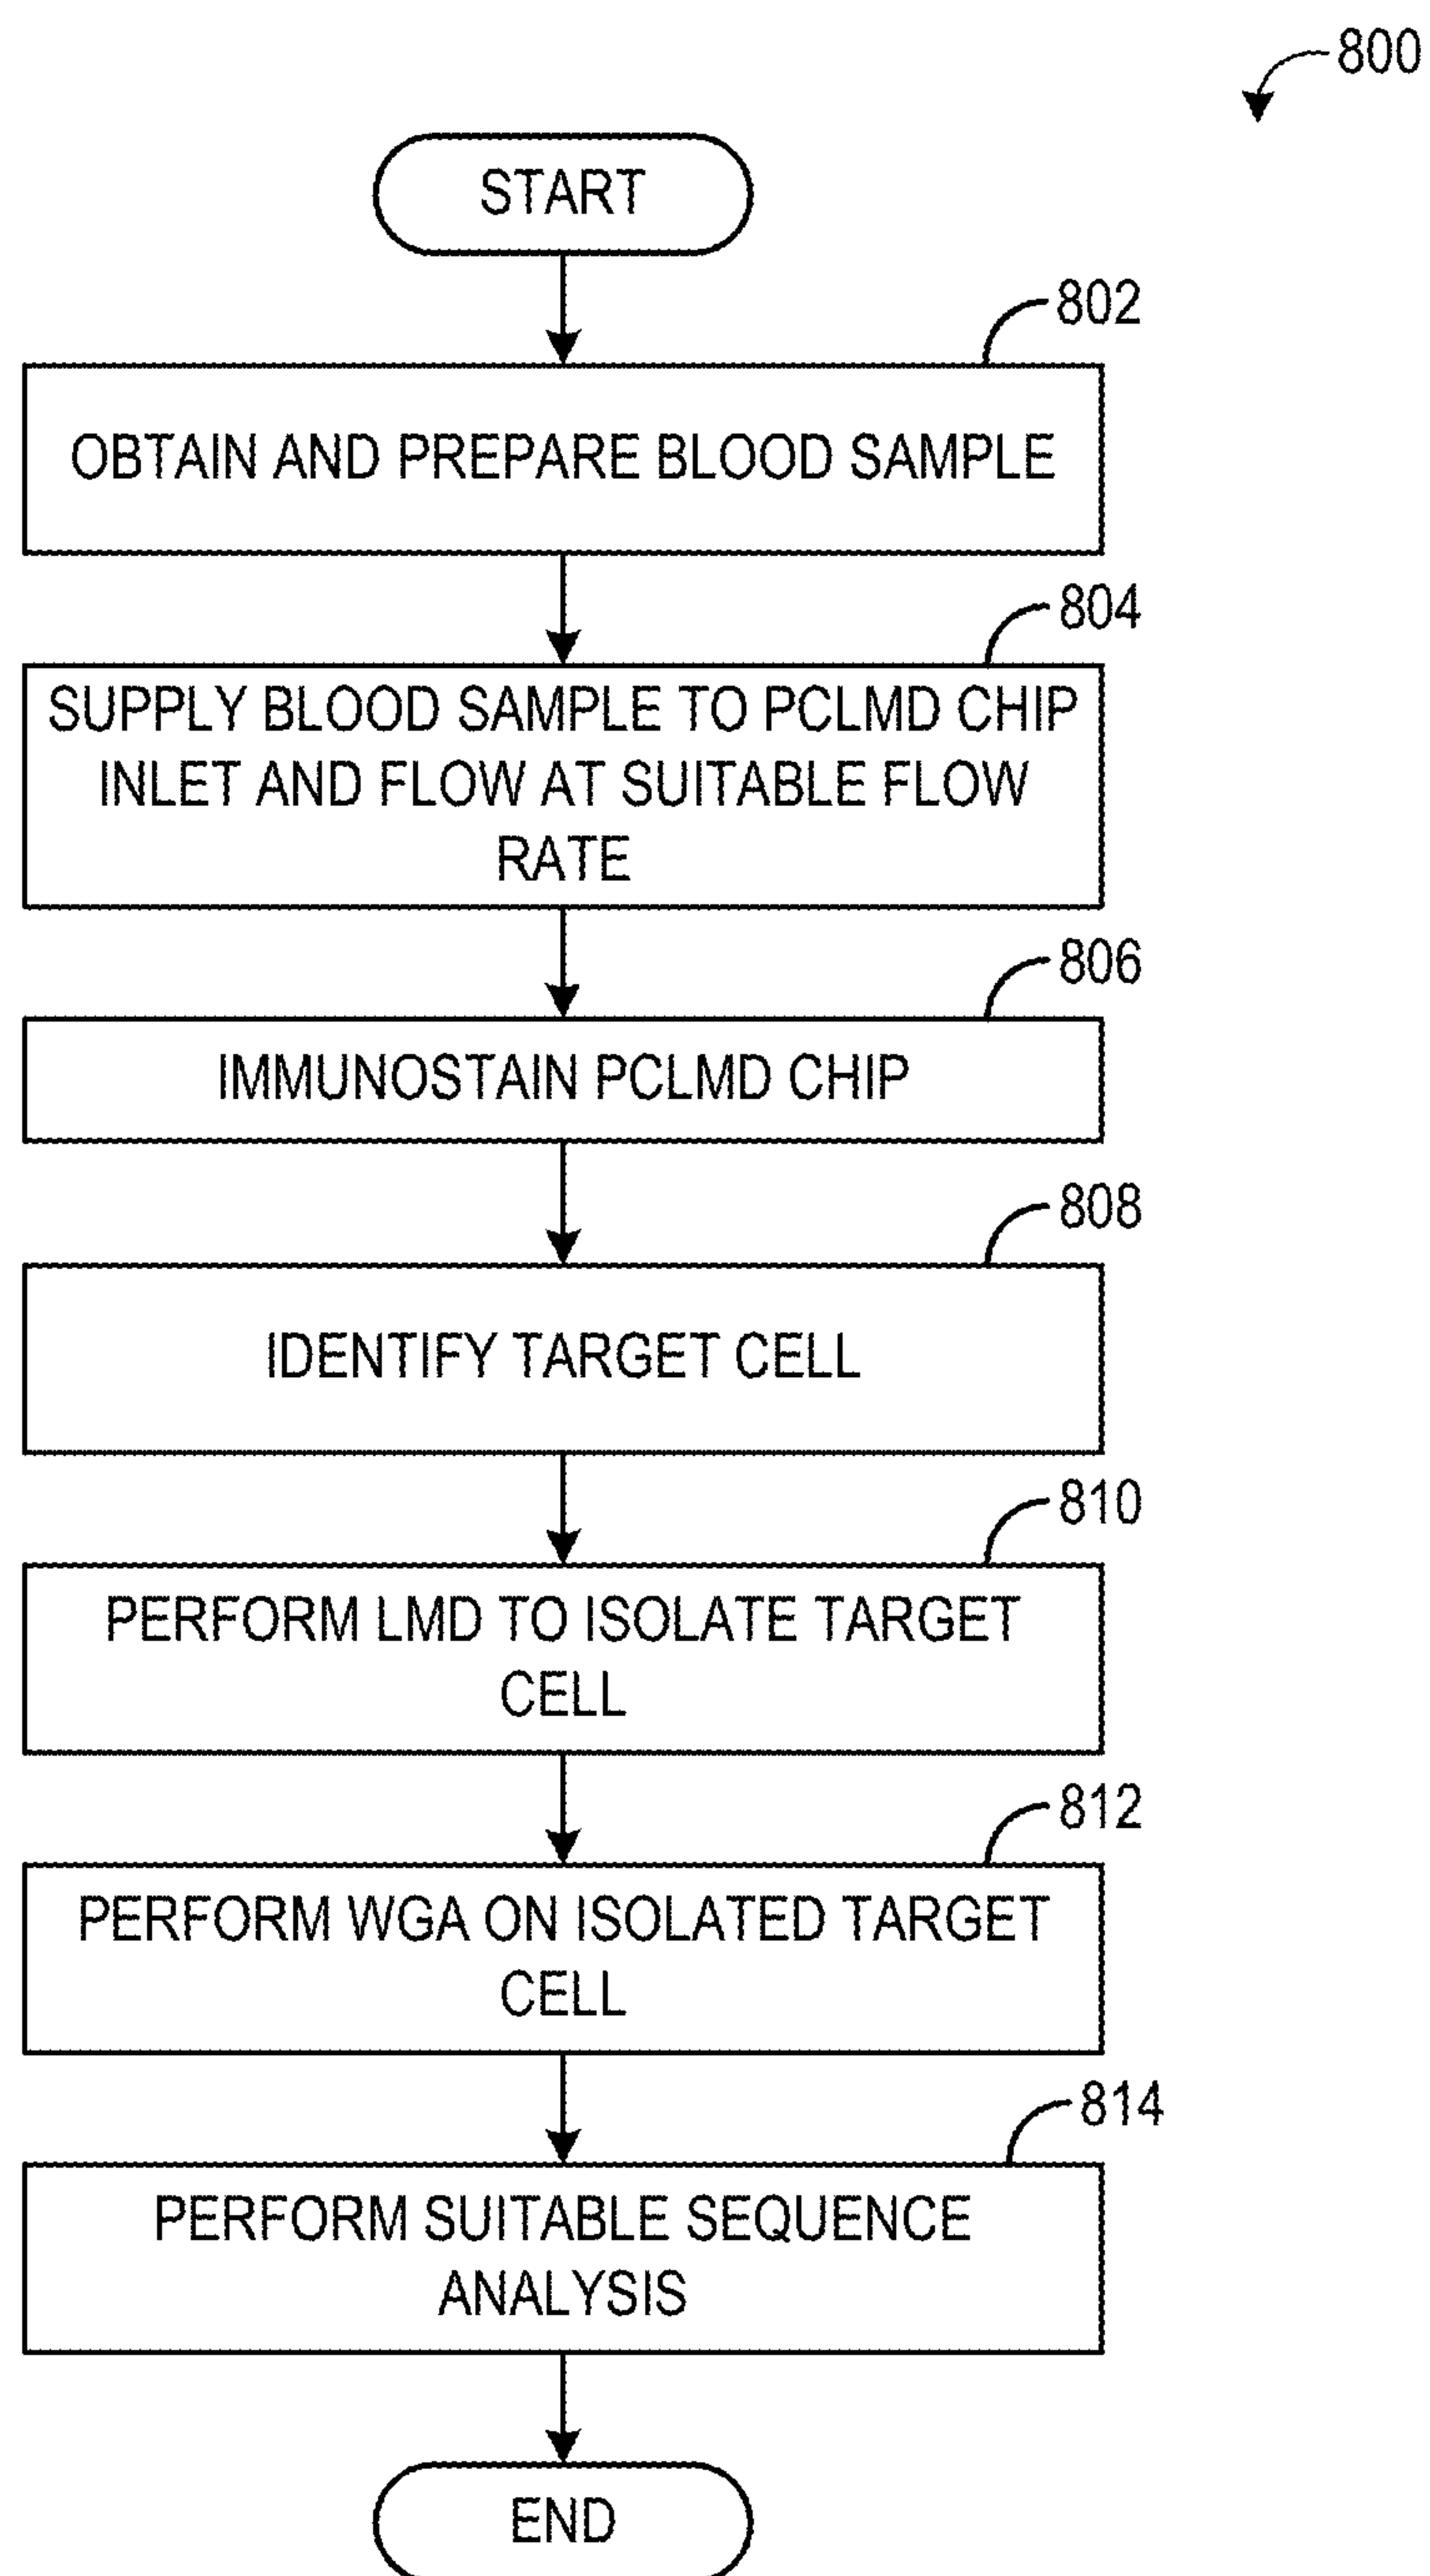 800
START
802
OBTAIN AND PREPARE BLOOD SAMPLE
804
SUPPLY BLOOD SAMPLE TO PCLMD CHIP
INLET AND FLOW AT SUITABLE FLOW
RATE
806
IMMUNOSTAIN PCLMD CHIP
808
IDENTIFY TARGET CELL
810
PERFORM LMD TO ISOLATE TARGET
CELL
812
PERFORM WGA ON ISOLATED TARGET
CELL
814
PERFORM SUITABLE SEQUENCE
ANALYSIS
END